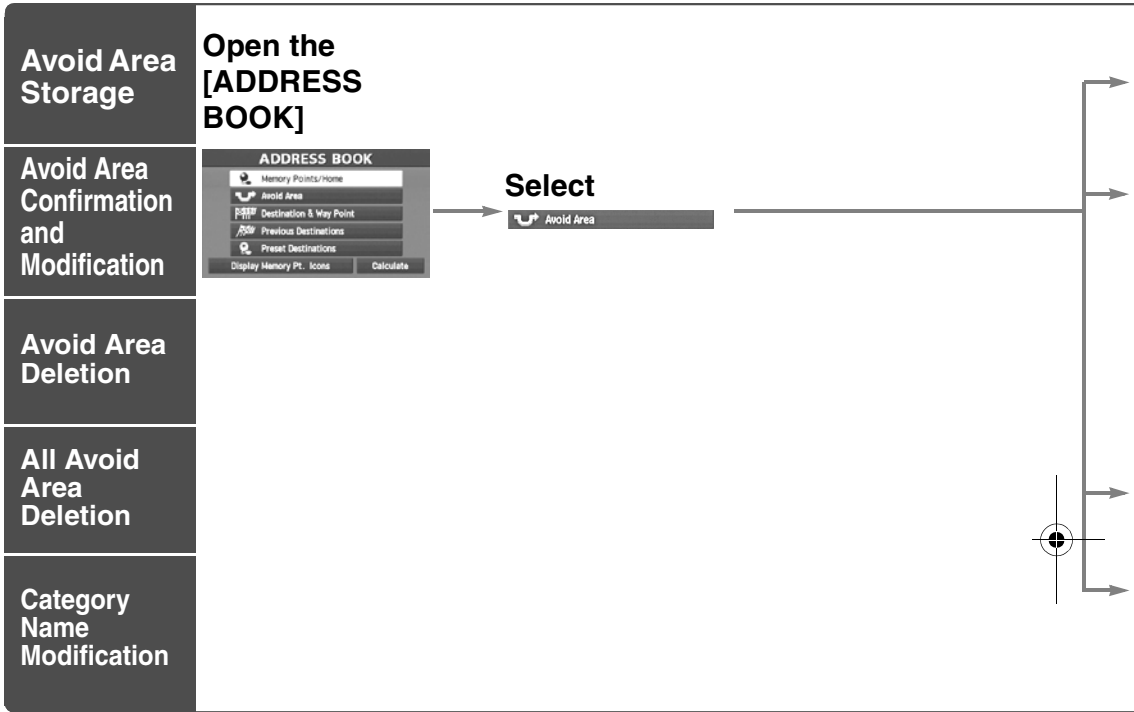 Avoid Area
Storage
Open the
[ADDRESS
BOOK]
Avoid Area
Confirmation
and
Modification
ADDRESS BOOK
Memory Points/Home
Avoid Area
Destination & Way Point
Previous Destinations
Preset Destinations
Display Memory Pt. Icons Calculate
Select
Avoid Area
Avoid Area
Deletion
All Avoid
Area
Deletion
Category
Name
Modification